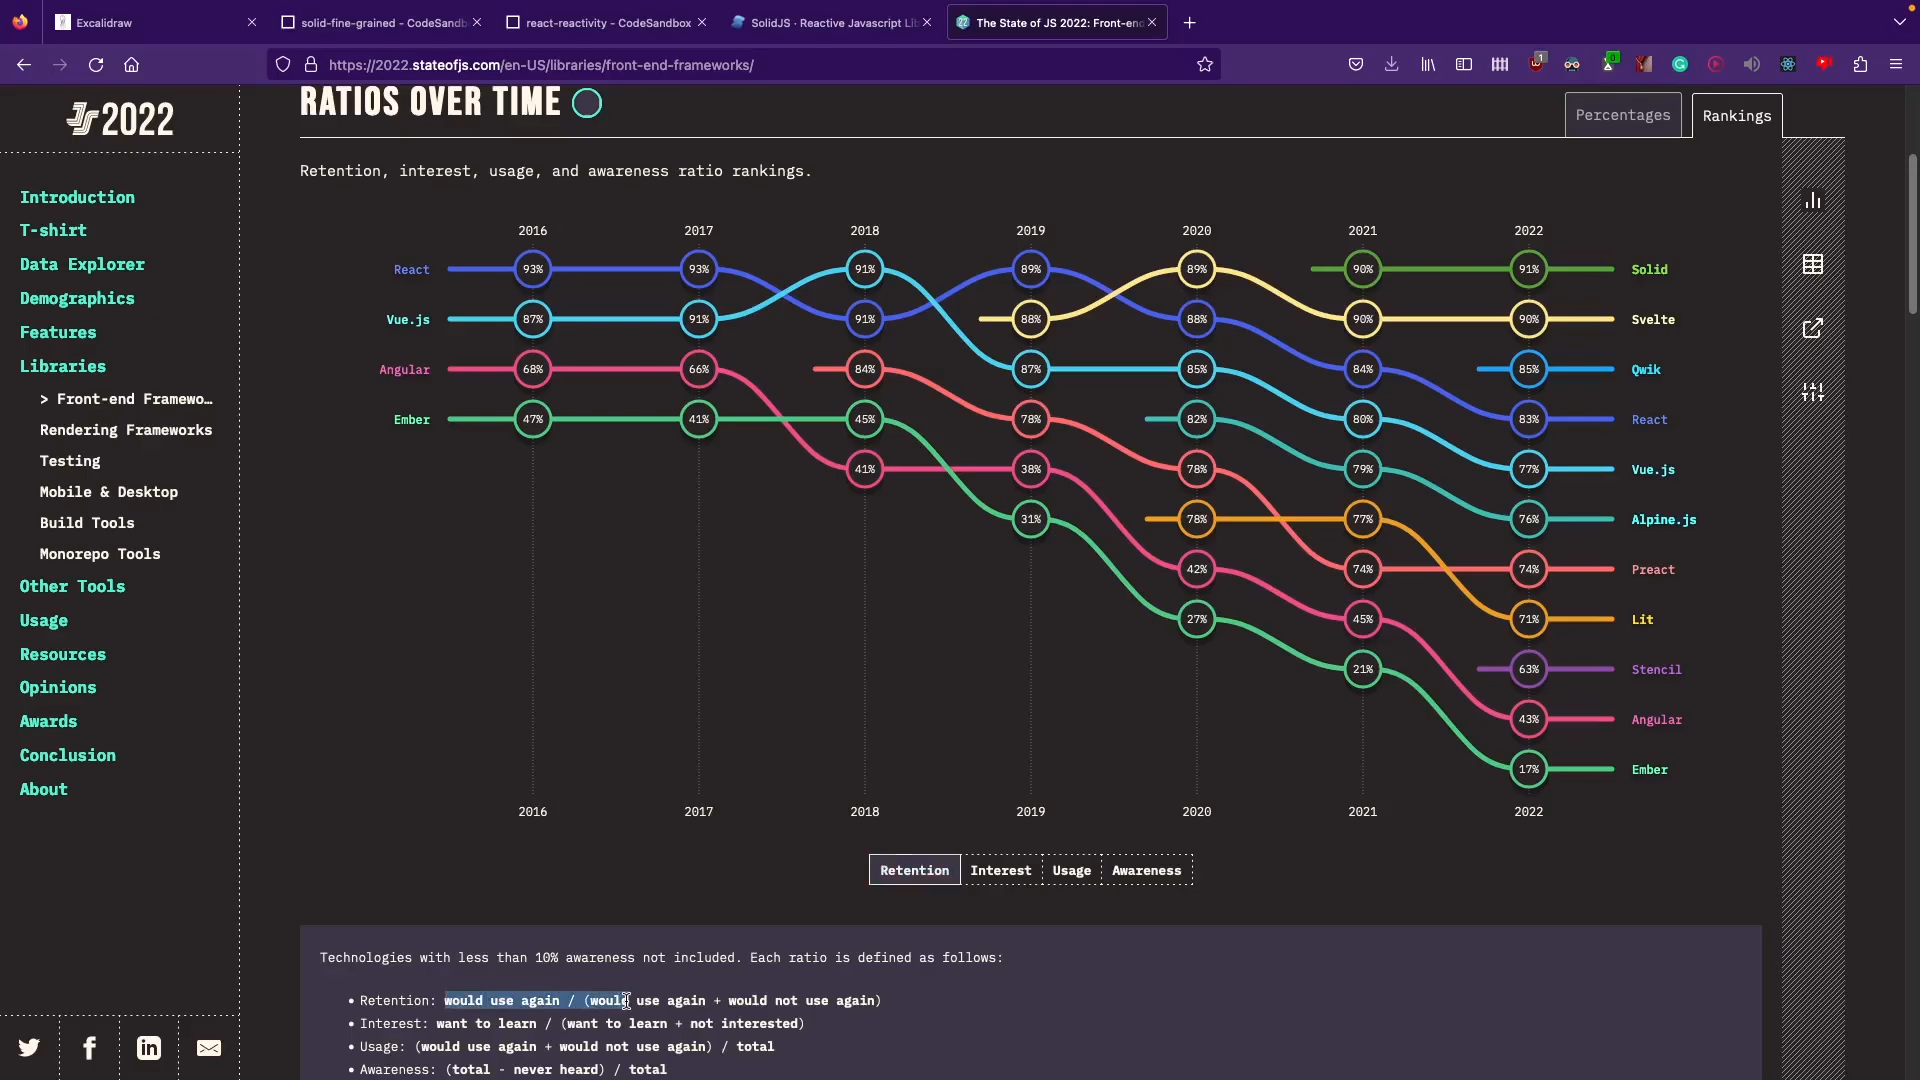 Excalidraw
solid-fine-grained - CodeSandb
react-reactivity - CodeSandbox
SolidJS · Reactive Javascript Lib
The State of JS 2022: Front-end
https://2022.stateofjs.com/en-US/libraries/front-end-frameworks/
1
0
2022
Introduction
T-shirt
Data Explorer
Demographics
Features
Libraries
> Front-end Framewo…
Rendering Frameworks
Testing
Mobile & Desktop
Build Tools
Monorepo Tools
Other Tools
Usage
Resources
Opinions
Awards
Conclusion
About
RATIOS OVER TIME
Percentages
Rankings
Retention, interest, usage, and awareness ratio rankings.
2016 2017 2018 2019 2020 2021 2022
React 93% 93% 91% 89% 89% 90% 91% Solid
Vue.js 87% 91% 91% 88% 88% 90% 90% Svelte
Angular 68% 66% 84% 87% 85% 84% 85% Qwik
Ember 47% 41% 45% 78% 82% 80% 83% React
41% 38% 78% 79% 77% Vue.js
31% 78% 77% 76% Alpine.js
42% 74% 74% Preact
27% 45% 71% Lit
21% 63% Stencil
43% Angular
17% Ember
2016 2017 2018 2019 2020 2021 2022
Retention Interest Usage Awareness
Technologies with less than 10% awareness not included. Each ratio is defined as follows:
• Retention: would use again / (would use again + would not use again)
• Interest: want to learn / (want to learn + not interested)
• Usage: (would use again + would not use again) / total
• Awareness: (total - never heard) / total